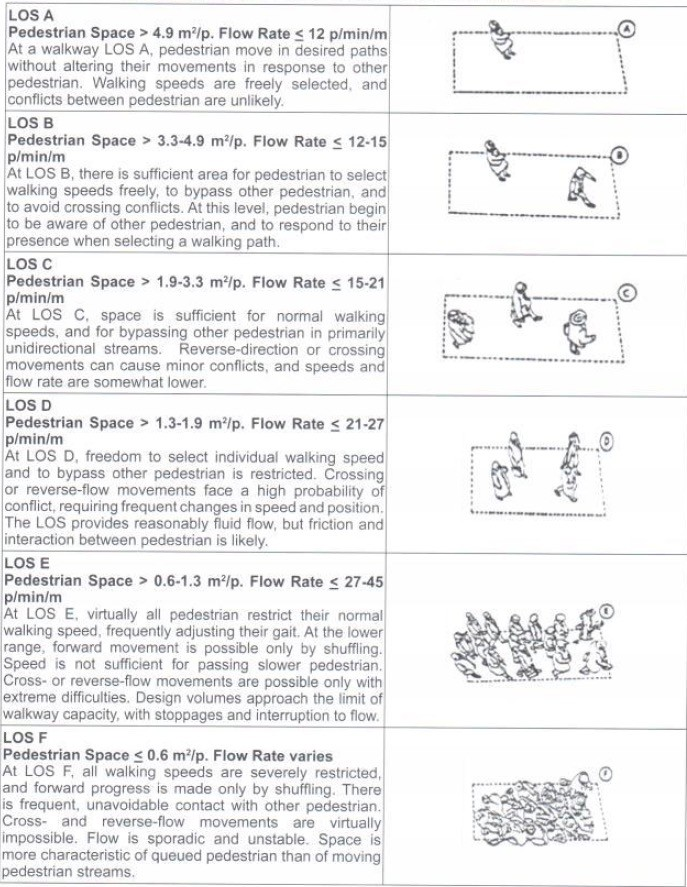 LOS A
Pedestrian Space > 4.9 m²/p. Flow Rate ≤ 12 p/min/m
At a walkway LOS A, pedestrian move in desired paths
without altering their movements in response to other
pedestrian. Walking speeds are freely selected, and
conflicts between pedestrian are unlikely.
A
LOS B
Pedestrian Space > 3.3-4.9 m²/p. Flow Rate ≤ 12-15
p/min/m
At LOS B, there is sufficient area for pedestrian to select
walking speeds freely, to bypass other pedestrian, and
to avoid crossing conflicts. At this level, pedestrian begin
to be aware of other pedestrian, and to respond to their
presence when selecting a walking path.
B
LOS C
Pedestrian Space > 1.9-3.3 m²/p. Flow Rate ≤ 15-21
p/min/m
At LOS C, space is sufficient for normal walking
speeds, and for bypassing other pedestrian in primarily
unidirectional streams. Reverse-direction or crossing
movements can cause minor conflicts, and speeds and
flow rate are somewhat lower.
C
LOS D
Pedestrian Space > 1.3-1.9 m²/p. Flow Rate ≤ 21-27
p/min/m
At LOS D, freedom to select individual walking speed
and to bypass other pedestrian is restricted. Crossing
or reverse-flow movements face a high probability of
conflict, requiring frequent changes in speed and position.
The LOS provides reasonably fluid flow, but friction and
interaction between pedestrian is likely.
D
LOS E
Pedestrian Space > 0.6-1.3 m²/p. Flow Rate ≤ 27-45
p/min/m
At LOS E, virtually all pedestrian restrict their normal
walking speed, frequently adjusting their gait. At the lower
range, forward movement is possible only by shuffling.
Speed is not sufficient for passing slower pedestrian.
Cross- or reverse-flow movements are possible only with
extreme difficulties. Design volumes approach the limit of
walkway capacity, with stoppages and interruption to flow.
E
LOS F
Pedestrian Space ≤ 0.6 m²/p. Flow Rate varies
At LOS F, all walking speeds are severely restricted,
and forward progress is made only by shuffling. There
is frequent, unavoidable contact with other pedestrian.
Cross- and reverse-flow movements are virtually
impossible. Flow is sporadic and unstable. Space is
more characteristic of queued pedestrian than of moving
pedestrian streams.
F